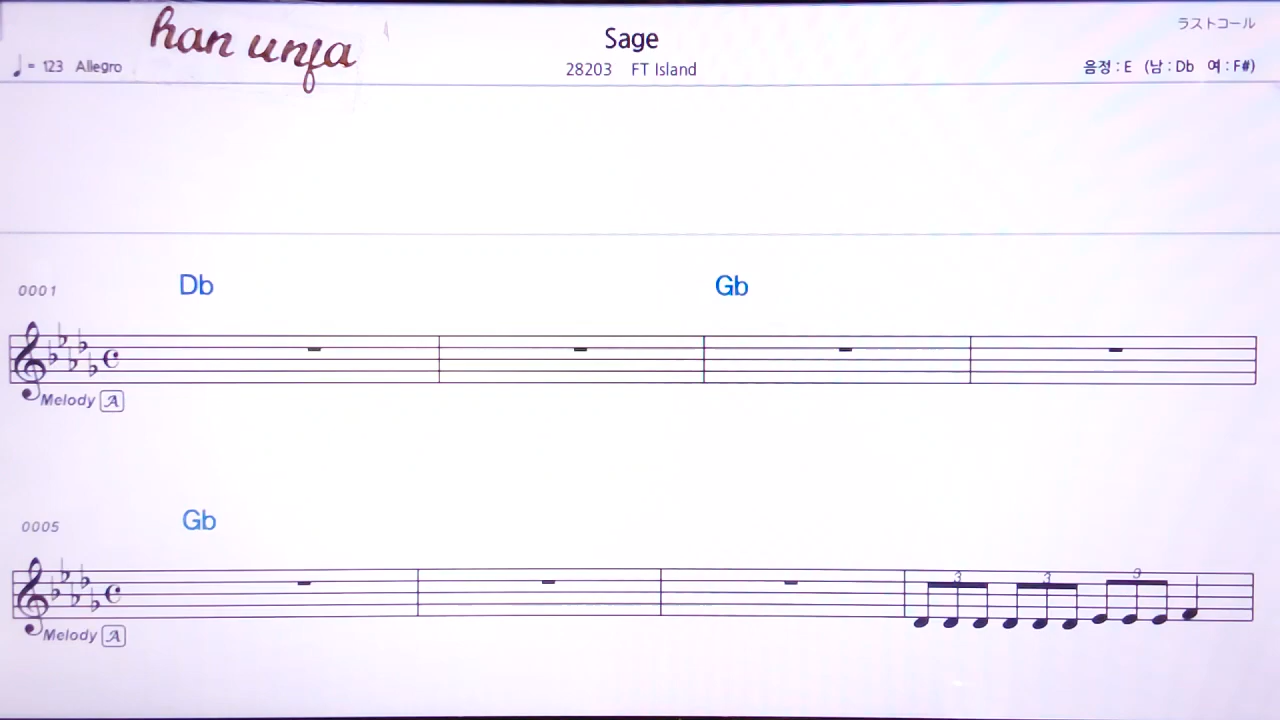 han unfa
Sage
ラストコール
♩ = 123 Allegro
28203 FT Island
음정 : E (남 : Db 여 : F#)
0001
Db Gb
Melody A
0005
Gb
3 3 3
Melody A